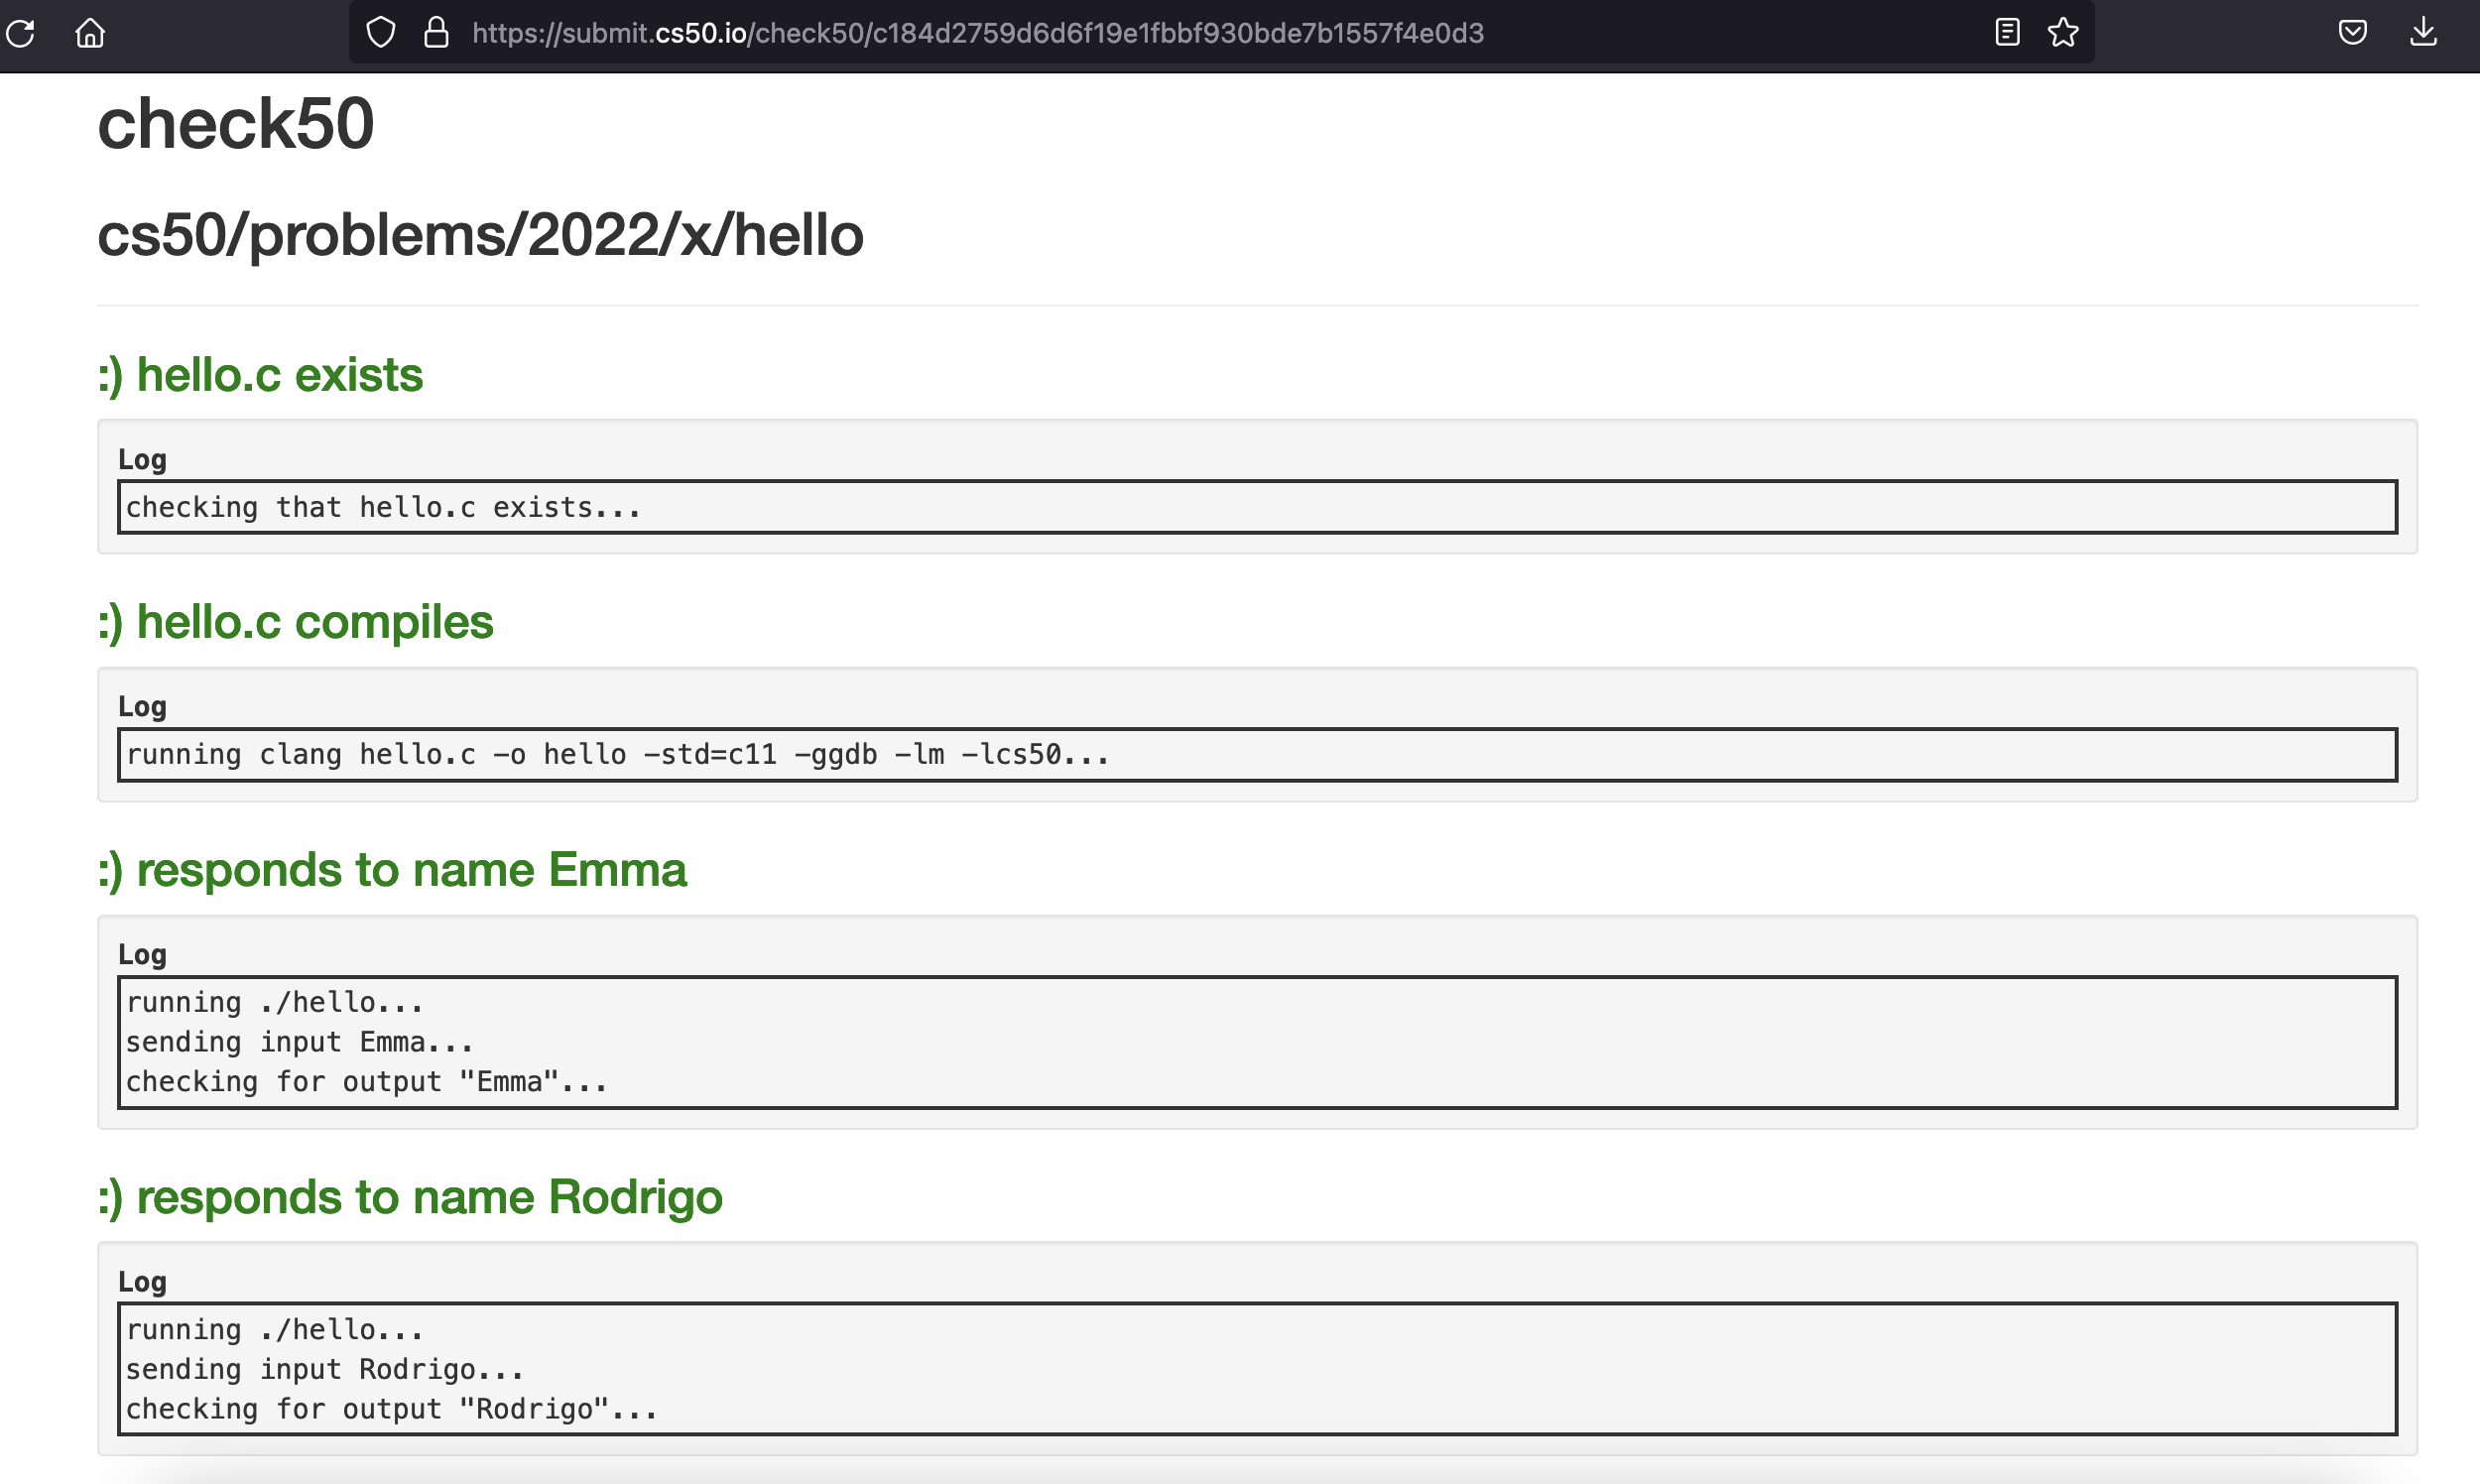 https://submit.cs50.io/check50/c184d2759d6d6f19e1fbbf930bde7b1557f4e0d3
check50
cs50/problems/2022/x/hello
:) hello.c exists
Log
checking that hello.c exists...
:) hello.c compiles
Log
running clang hello.c -o hello -std=c11 -ggdb -lm -lcs50...
:) responds to name Emma
Log
running ./hello...
sending input Emma...
checking for output "Emma"...
:) responds to name Rodrigo
Log
running ./hello...
sending input Rodrigo...
checking for output "Rodrigo"...